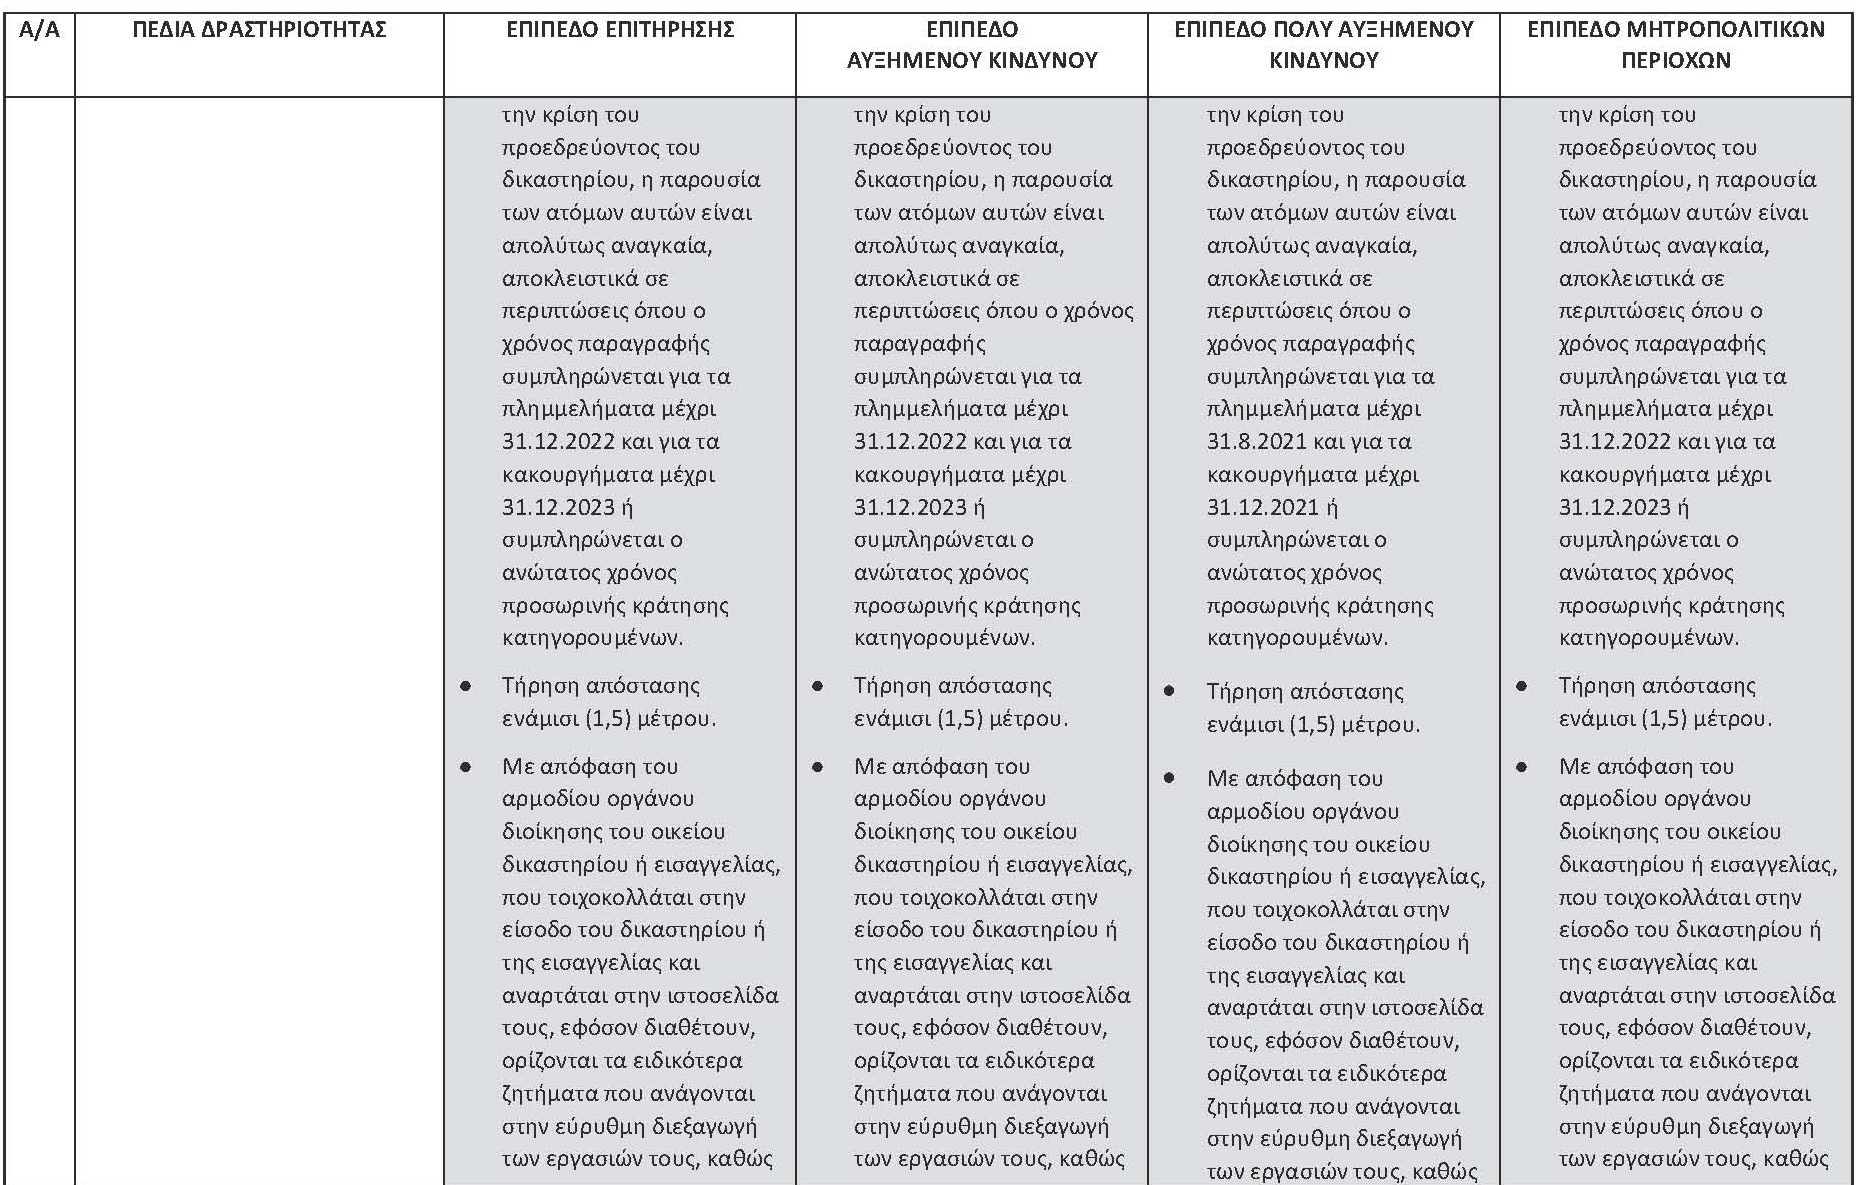 Α/Α
ΠΕΔΙΑ ΔΡΑΣΤΗΡΙΟΤΗΤΑΣ
ΕΠΙΠΕΔΟ ΕΠΙΤΗΡΗΣΗΣ
ΕΠΙΠΕΔΟ
ΑΥΞΗΜΕΝΟΥ ΚΙΝΔΥΝΟΥ
ΕΠΙΠΕΔΟ ΠΟΛΥ ΑΥΞΗΜΕΝΟΥ
ΚΙΝΔΥΝΟΥ
ΕΠΙΠΕΔΟ ΜΗΤΡΟΠΟΛΙΤΙΚΩΝ
ΠΕΡΙΟΧΩΝ
την κρίση του
προεδρεύοντος του
δικαστηρίου, η παρουσία
των ατόμων αυτών είναι
απολύτως αναγκαία,
αποκλειστικά σε
περιπτώσεις όπου ο
χρόνος παραγραφής
συμπληρώνεται για τα
πλημμελήματα μέχρι
31.12.2022 και για τα
κακουργήματα μέχρι
31.12.2023 ή
συμπληρώνεται ο
ανώτατος χρόνος
προσωρινής κράτησης
κατηγορουμένων.
● Τήρηση απόστασης
ενάμισι (1,5) μέτρου.
● Με απόφαση του
αρμοδίου οργάνου
διοίκησης του οικείου
δικαστηρίου ή εισαγγελίας,
που τοιχοκολλάται στην
είσοδο του δικαστηρίου ή
της εισαγγελίας και
αναρτάται στην ιστοσελίδα
τους, εφόσον διαθέτουν,
ορίζονται τα ειδικότερα
ζητήματα που ανάγονται
στην εύρυθμη διεξαγωγή
των εργασιών τους, καθώς
την κρίση του
προεδρεύοντος του
δικαστηρίου, η παρουσία
των ατόμων αυτών είναι
απολύτως αναγκαία,
αποκλειστικά σε
περιπτώσεις όπου ο χρόνος
παραγραφής
συμπληρώνεται για τα
πλημμελήματα μέχρι
31.12.2022 και για τα
κακουργήματα μέχρι
31.12.2023 ή
συμπληρώνεται ο
ανώτατος χρόνος
προσωρινής κράτησης
κατηγορουμένων.
● Τήρηση απόστασης
ενάμισι (1,5) μέτρου.
● Με απόφαση του
αρμοδίου οργάνου
διοίκησης του οικείου
δικαστηρίου ή εισαγγελίας,
που τοιχοκολλάται στην
είσοδο του δικαστηρίου ή
της εισαγγελίας και
αναρτάται στην ιστοσελίδα
τους, εφόσον διαθέτουν,
ορίζονται τα ειδικότερα
ζητήματα που ανάγονται
στην εύρυθμη διεξαγωγή
των εργασιών τους, καθώς
την κρίση του
προεδρεύοντος του
δικαστηρίου, η παρουσία
των ατόμων αυτών είναι
απολύτως αναγκαία,
αποκλειστικά σε
περιπτώσεις όπου ο
χρόνος παραγραφής
συμπληρώνεται για τα
πλημμελήματα μέχρι
31.8.2021 και για τα
κακουργήματα μέχρι
31.12.2021 ή
συμπληρώνεται ο
ανώτατος χρόνος
προσωρινής κράτησης
κατηγορουμένων.
● Τήρηση απόστασης
ενάμισι (1,5) μέτρου.
● Με απόφαση του
αρμοδίου οργάνου
διοίκησης του οικείου
δικαστηρίου ή εισαγγελίας,
που τοιχοκολλάται στην
είσοδο του δικαστηρίου ή
της εισαγγελίας και
αναρτάται στην ιστοσελίδα
τους, εφόσον διαθέτουν,
ορίζονται τα ειδικότερα
ζητήματα που ανάγονται
στην εύρυθμη διεξαγωγή
των εργασιών τους, καθώς
την κρίση του
προεδρεύοντος του
δικαστηρίου, η παρουσία
των ατόμων αυτών είναι
απολύτως αναγκαία,
αποκλειστικά σε
περιπτώσεις όπου ο
χρόνος παραγραφής
συμπληρώνεται για τα
πλημμελήματα μέχρι
31.12.2022 και για τα
κακουργήματα μέχρι
31.12.2023 ή
συμπληρώνεται ο
ανώτατος χρόνος
προσωρινής κράτησης
κατηγορουμένων.
● Τήρηση απόστασης
ενάμισι (1,5) μέτρου.
● Με απόφαση του
αρμοδίου οργάνου
διοίκησης του οικείου
δικαστηρίου ή εισαγγελίας,
που τοιχοκολλάται στην
είσοδο του δικαστηρίου ή
της εισαγγελίας και
αναρτάται στην ιστοσελίδα
τους, εφόσον διαθέτουν,
ορίζονται τα ειδικότερα
ζητήματα που ανάγονται
στην εύρυθμη διεξαγωγή
των εργασιών τους, καθώς